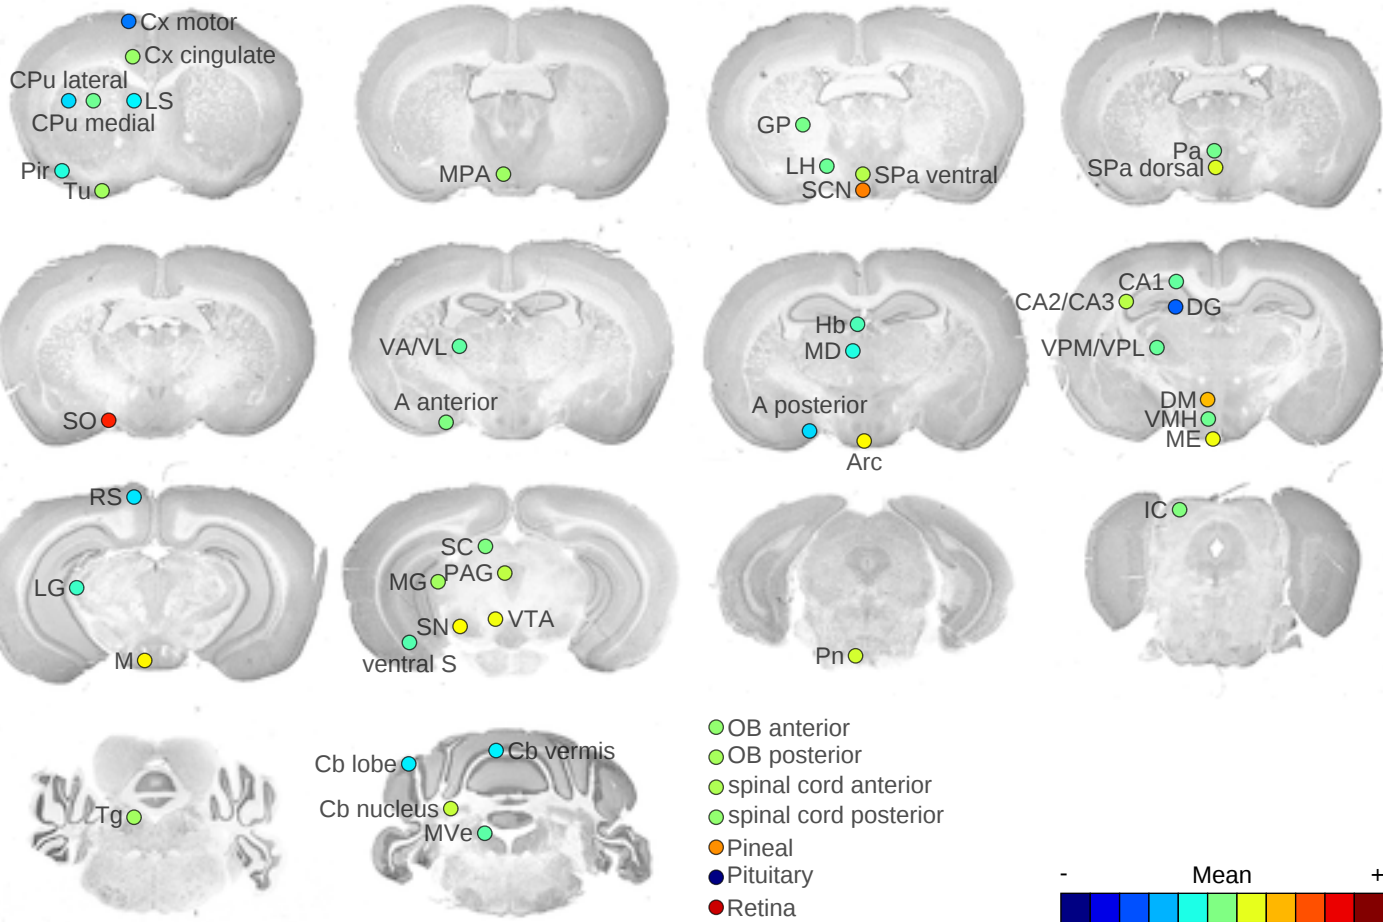 Cx motor
Cx cingulate
CPu lateral
LS
CPu medial
Pir
Tu
MPA
GP
LH
SPa ventral
SCN
Pa
SPa dorsal
SO
VA/VL
A anterior
Hb
MD
A posterior
Arc
CA1
CA2/CA3
DG
VPM/VPL
DM
VMH
ME
RS
LG
M
SC
MG
PAG
SN
VTA
ventral S
Pn
IC
Tg
Cb lobe
Cb vermis
Cb nucleus
MVe
OB anterior
OB posterior
spinal cord anterior
spinal cord posterior
Pineal
Pituitary
Retina
- Mean +